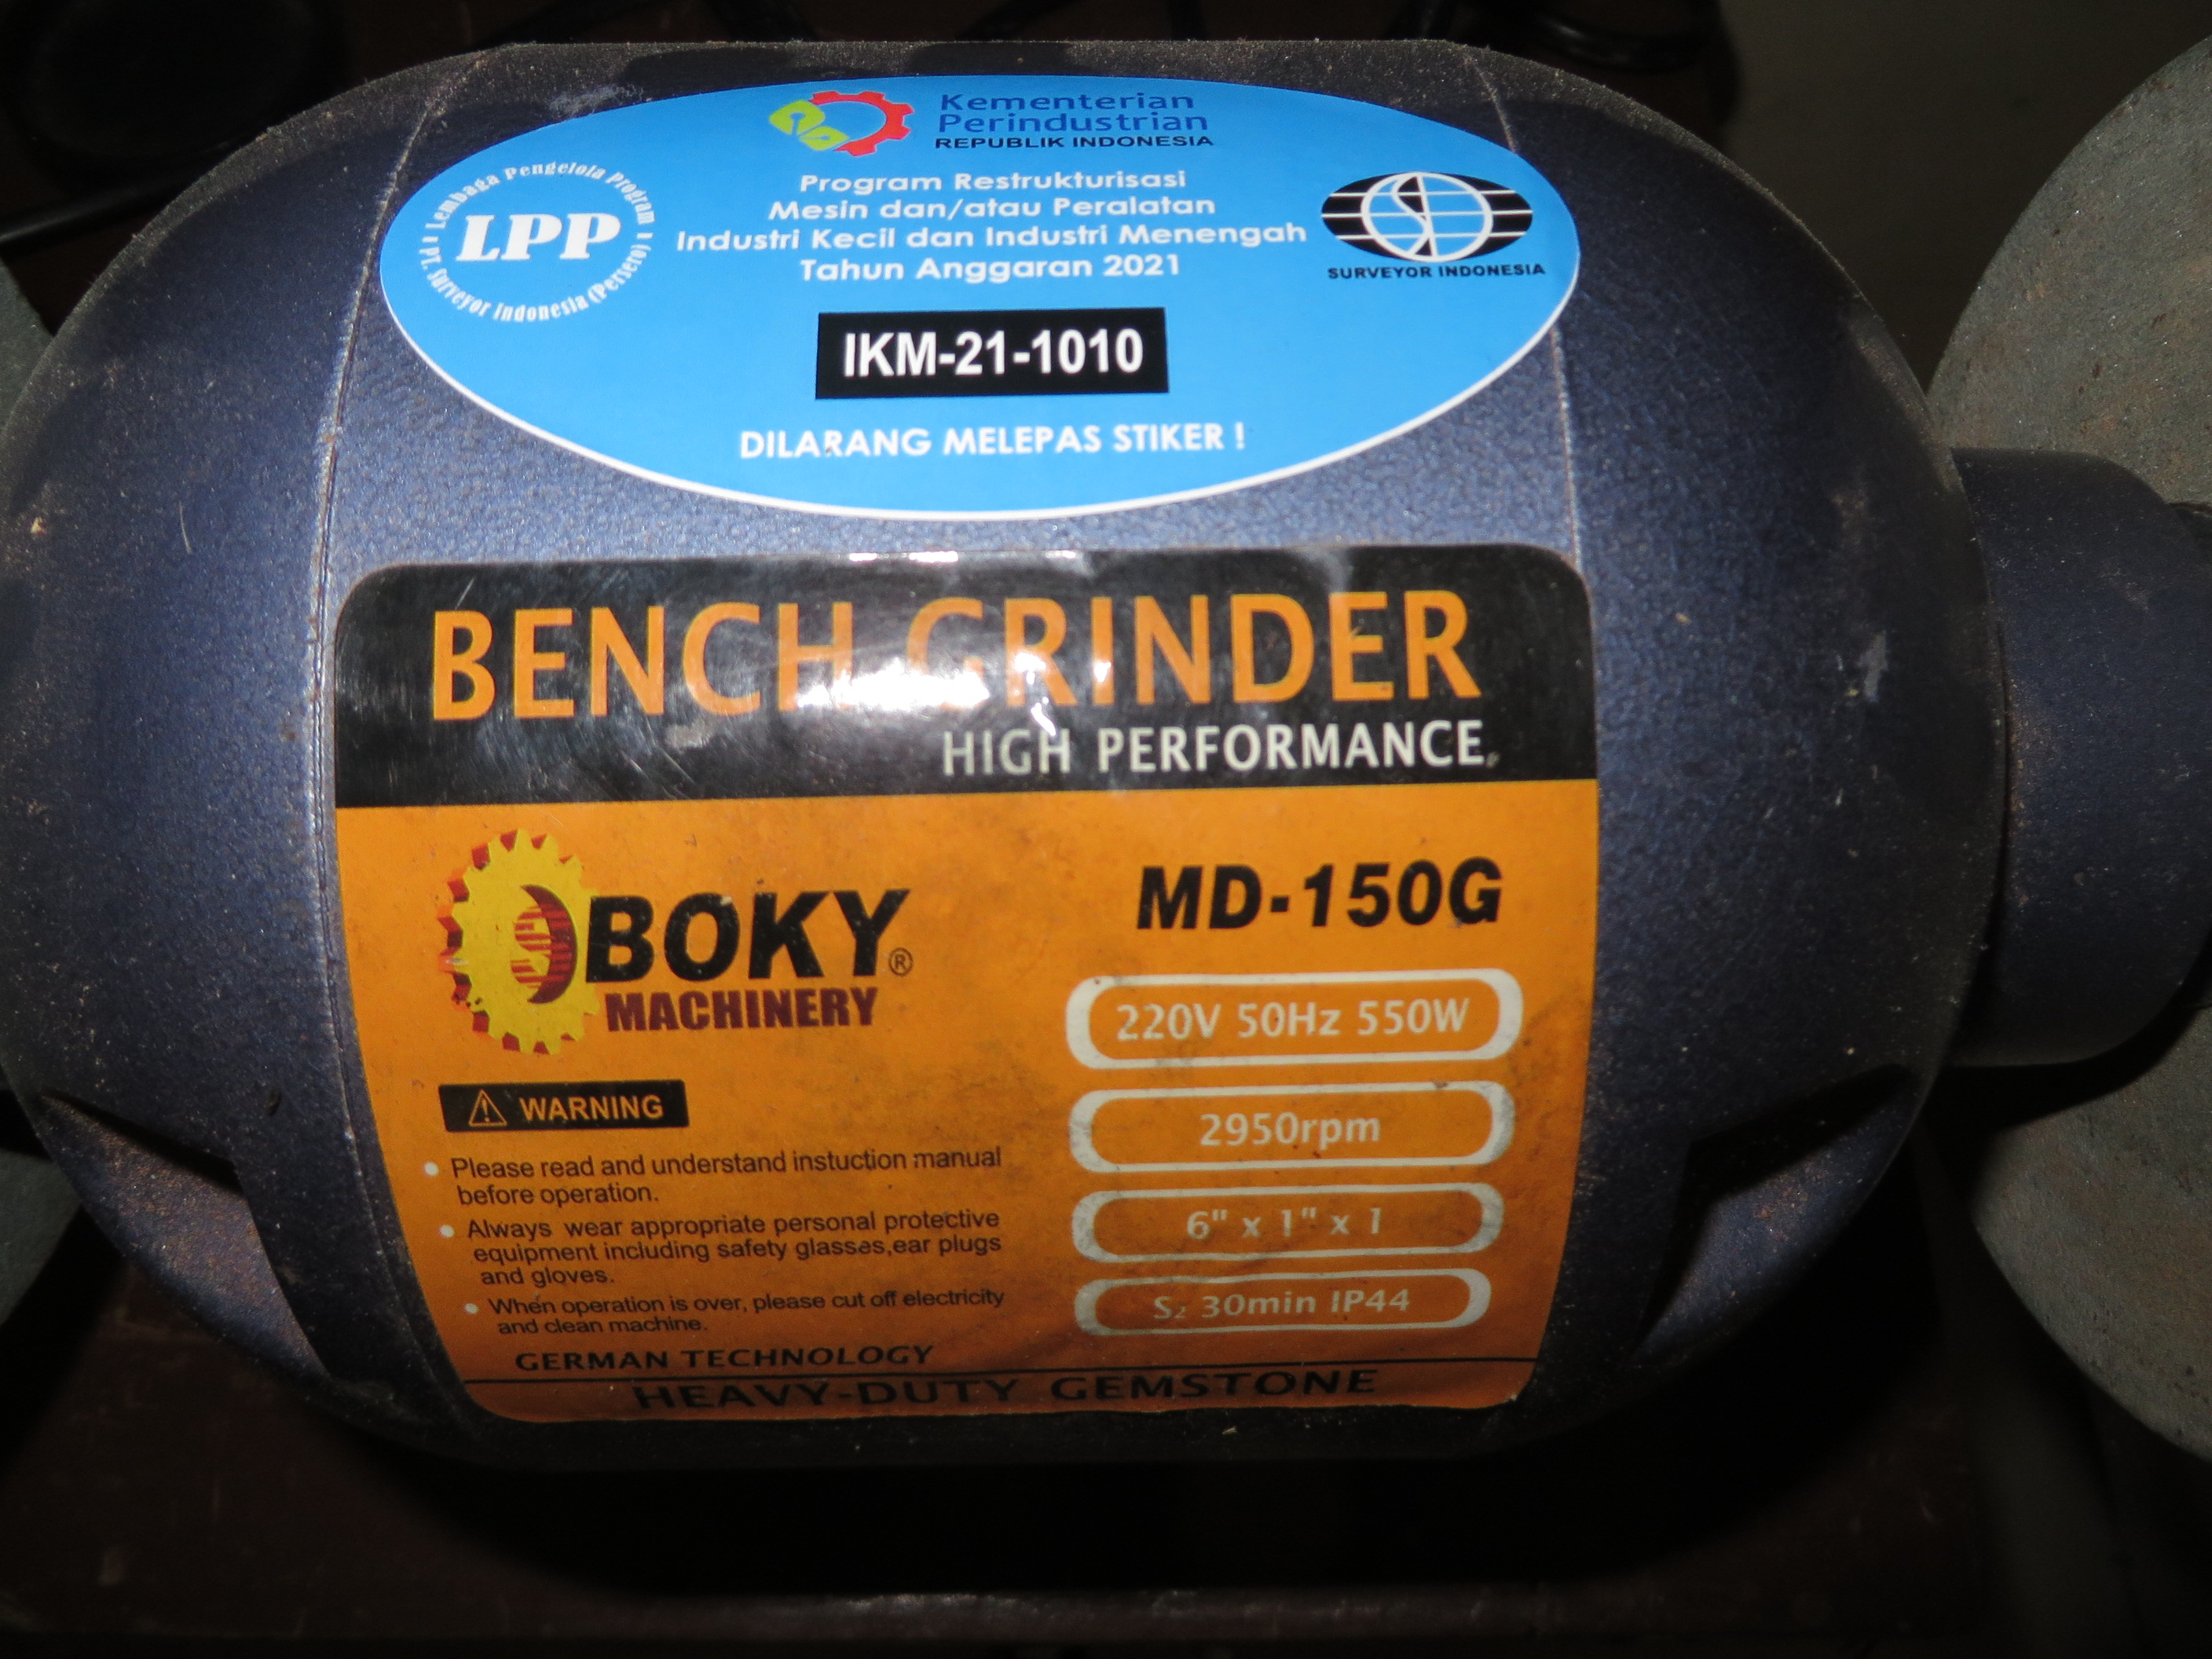 Kementerian
Perindustrian
REPUBLIK INDONESIA
Lembaga Pengelola Program
LPP
PT. Surveyor Indonesia (Persero)
Program Restrukturisasi
Mesin dan/atau Peralatan
Industri Kecil dan Industri Menengah
Tahun Anggaran 2021
SURVEYOR INDONESIA
IKM-21-1010
DILARANG MELEPAS STIKER !
BENCH GRINDER
HIGH PERFORMANCE
BOKY®
MACHINERY
MD-150G
220V 50Hz 550W
2950rpm
6" x 1" x 1
S₂ 30min IP44
WARNING
• Please read and understand instuction manual
before operation.
• Always wear appropriate personal protective
equipment including safety glasses,ear plugs
and gloves.
• When operation is over, please cut off electricity
and clean machine.
GERMAN TECHNOLOGY
HEAVY-DUTY GEMSTONE